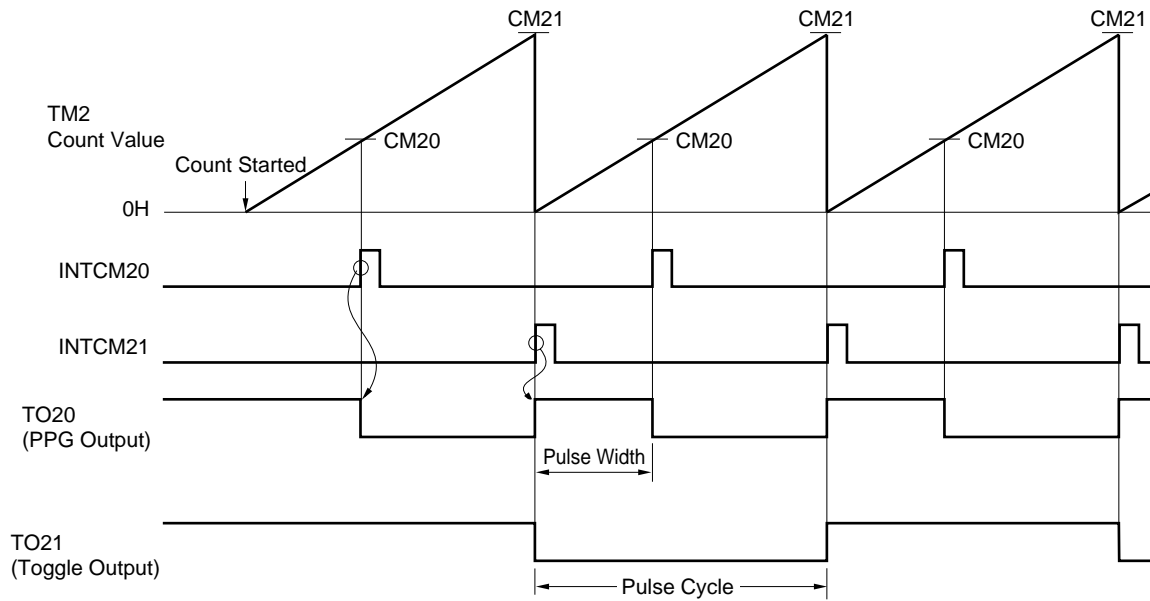 CM21 CM21 CM21
TM2
Count Value
CM20 CM20 CM20
Count Started
0H
INTCM20
INTCM21
TO20
(PPG Output)
Pulse Width
TO21
(Toggle Output)
Pulse Cycle